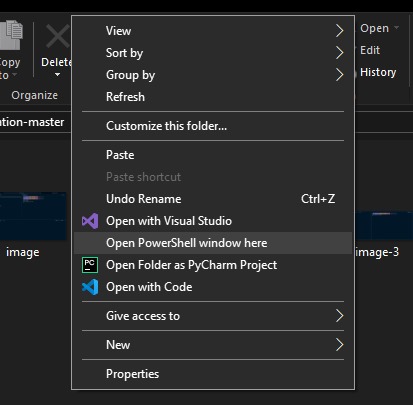 View
Sort by
Open
Copy
to
Delete
Group by
Edit
Refresh
History
Organize
Customize this folder...
ntion-master
Paste
Paste shortcut
Undo Rename Ctrl+Z
Open with Visual Studio
Open PowerShell window here
image
image-3
PC
Open Folder as PyCharm Project
Open with Code
Give access to
New
Properties